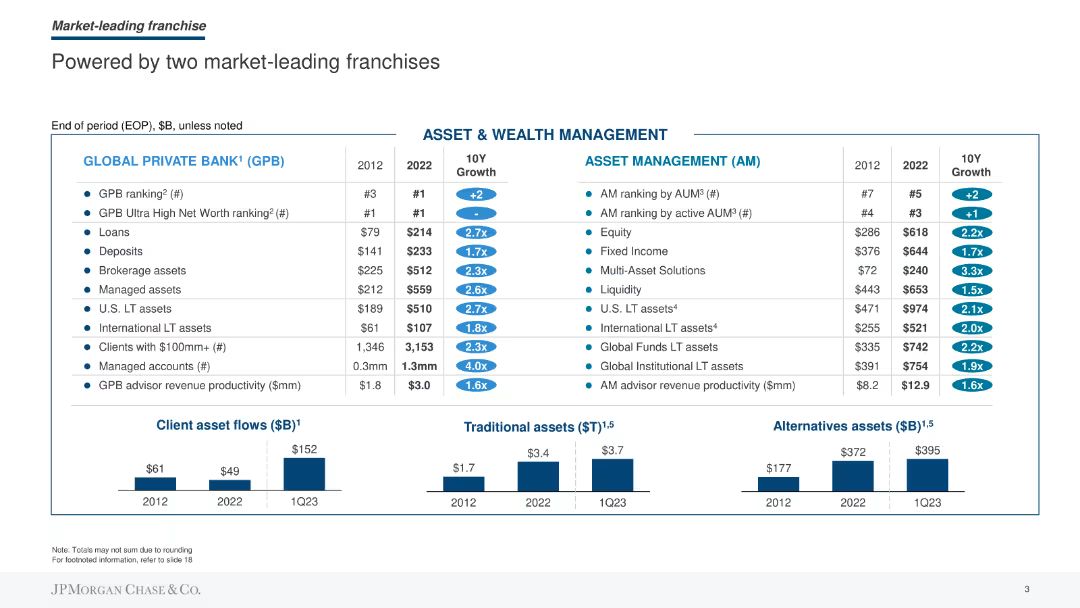 Market-leading franchise
Powered by two market-leading franchises
End of period (EOP), $B, unless noted
ASSET & WEALTH MANAGEMENT
GLOBAL PRIVATE BANK¹ (GPB) 2012 2022 10Y Growth
GPB ranking² (#) #3 #1 +2
GPB Ultra High Net Worth ranking² (#) #1 #1 -
Loans $79 $214 2.7x
Deposits $141 $233 1.7x
Brokerage assets $225 $512 2.3x
Managed assets $212 $559 2.6x
U.S. LT assets $189 $510 2.7x
International LT assets $61 $107 1.8x
Clients with $100mm+ (#) 1,346 3,153 2.3x
Managed accounts (#) 0.3mm 1.3mm 4.0x
GPB advisor revenue productivity ($mm) $1.8 $3.0 1.6x
ASSET MANAGEMENT (AM) 2012 2022 10Y Growth
AM ranking by AUM³ (#) #7 #5 +2
AM ranking by active AUM³ (#) #4 #3 +1
Equity $286 $618 2.2x
Fixed Income $376 $644 1.7x
Multi-Asset Solutions $72 $240 3.3x
Liquidity $443 $653 1.5x
U.S. LT assets⁴ $471 $974 2.1x
International LT assets⁴ $255 $521 2.0x
Global Funds LT assets $335 $742 2.2x
Global Institutional LT assets $391 $754 1.9x
AM advisor revenue productivity ($mm) $8.2 $12.9 1.6x
Client asset flows ($B)¹
$61 $49 $152
2012 2022 1Q23
Traditional assets ($T)¹,⁵
$1.7 $3.4 $3.7
2012 2022 1Q23
Alternatives assets ($B)¹,⁵
$177 $372 $395
2012 2022 1Q23
Note: Totals may not sum due to rounding
For footnoted information, refer to slide 18
JPMORGAN CHASE & CO.
3